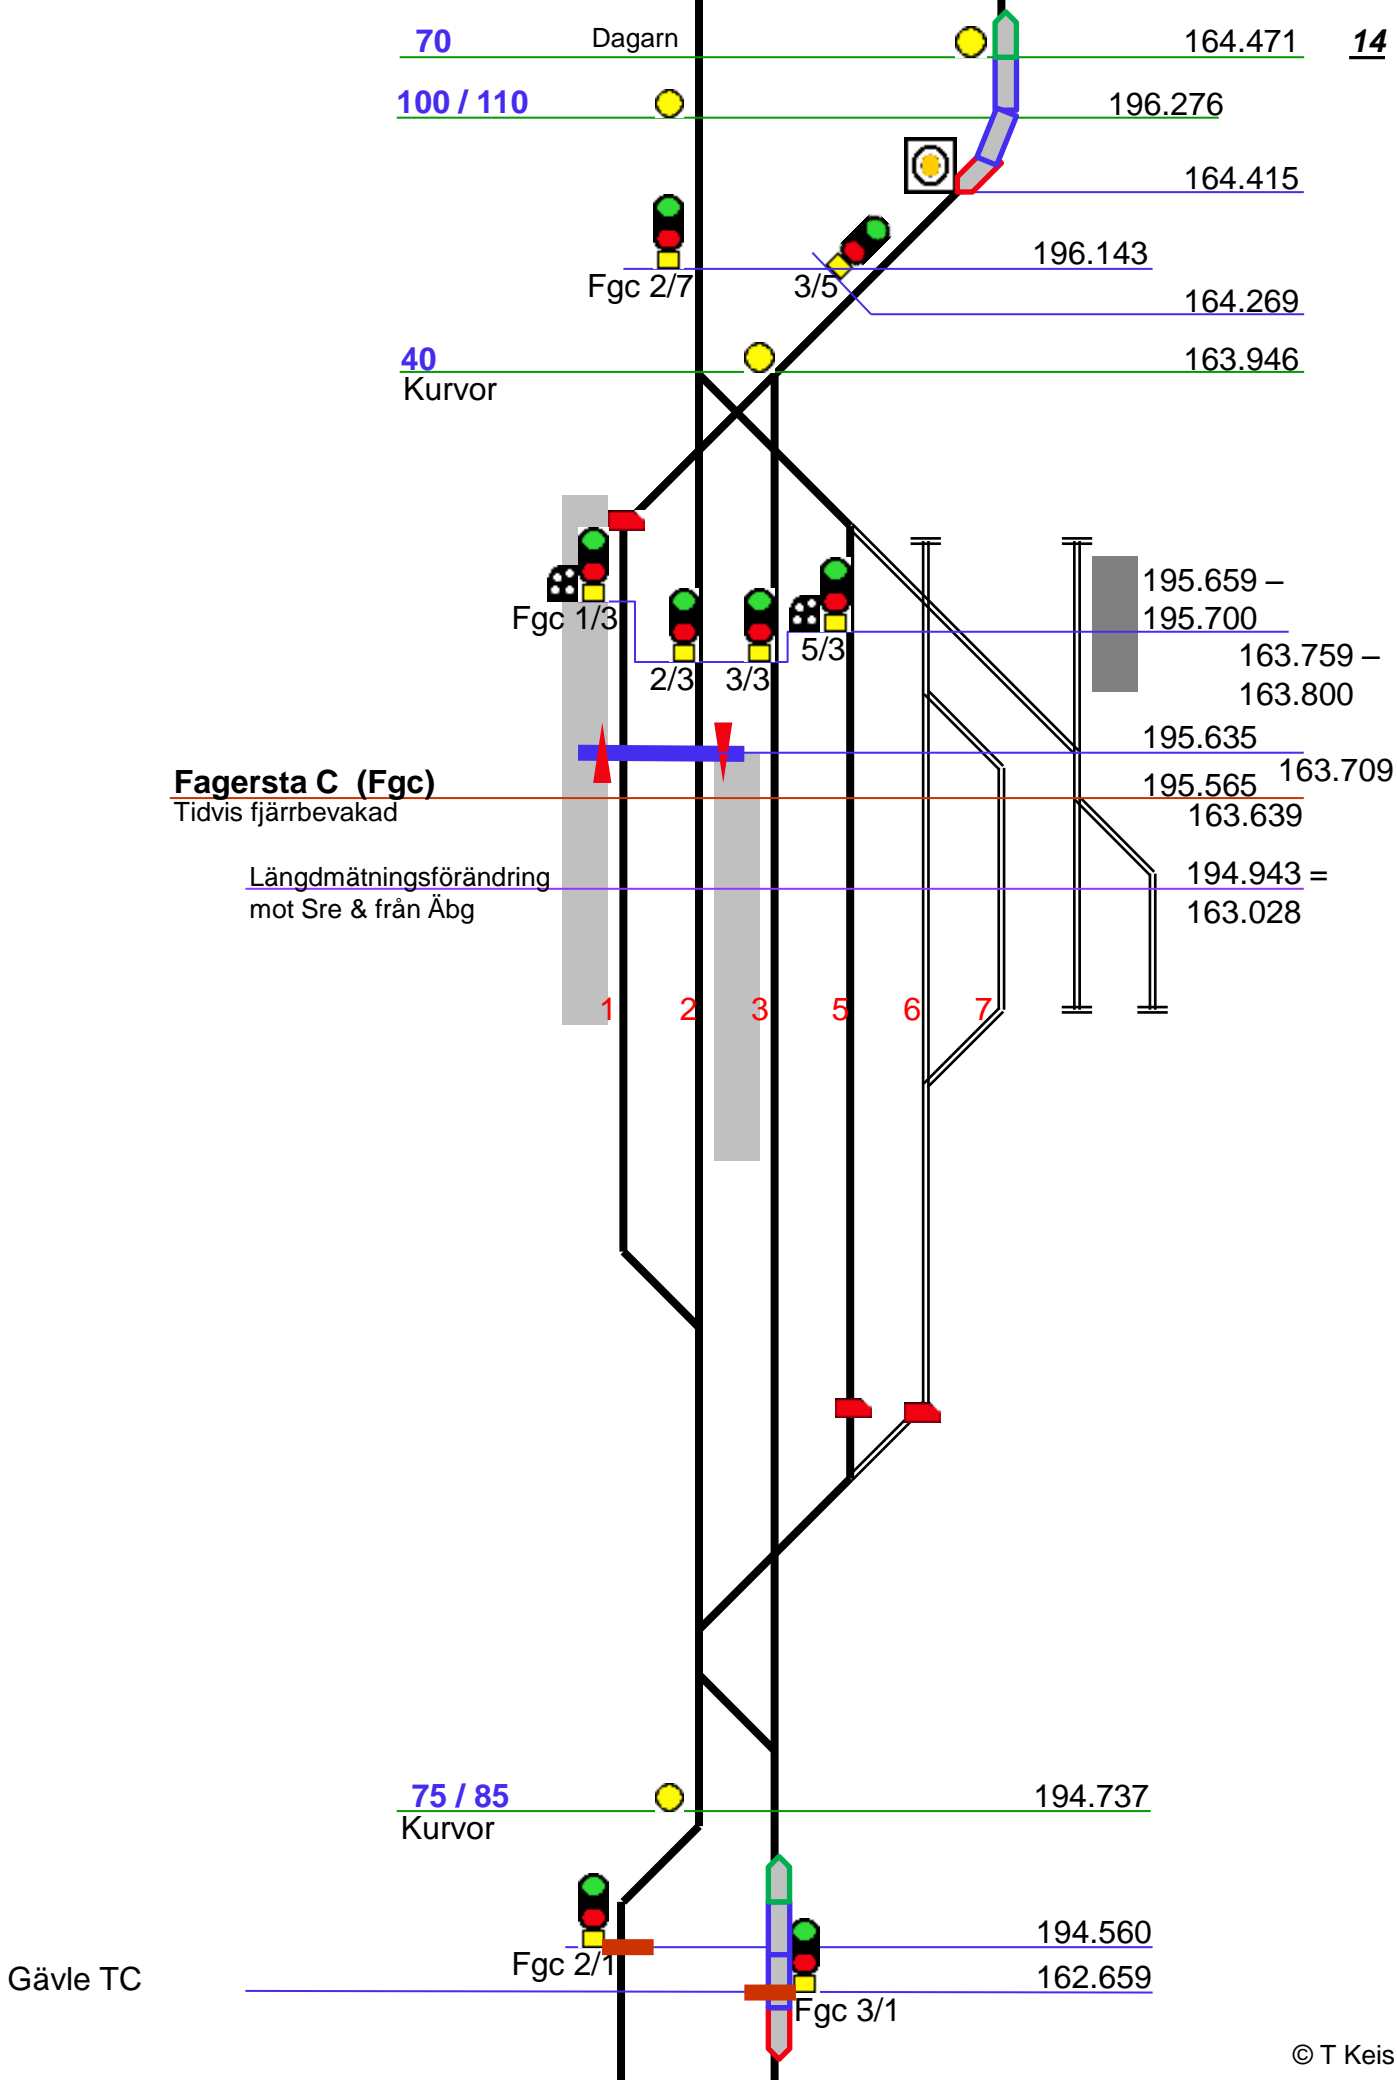 70 Dagarn 164.471 14
100 / 110 196.276
164.415
196.143
Fgc 2/7 3/5
164.269
40 163.946
Kurvor
195.659 –
Fgc 1/3 195.700
5/3 163.759 –
2/3 3/3 163.800
195.635
Fagersta C (Fgc) 195.565 163.709
Tidvis fjärrbevakad 163.639
Längdmätningsförändring 194.943 =
mot Sre & från Äbg 163.028
1 2 3 5 6 7
75 / 85 194.737
Kurvor
194.560
Fgc 2/1
Gävle TC 162.659
Fgc 3/1
© T Keis